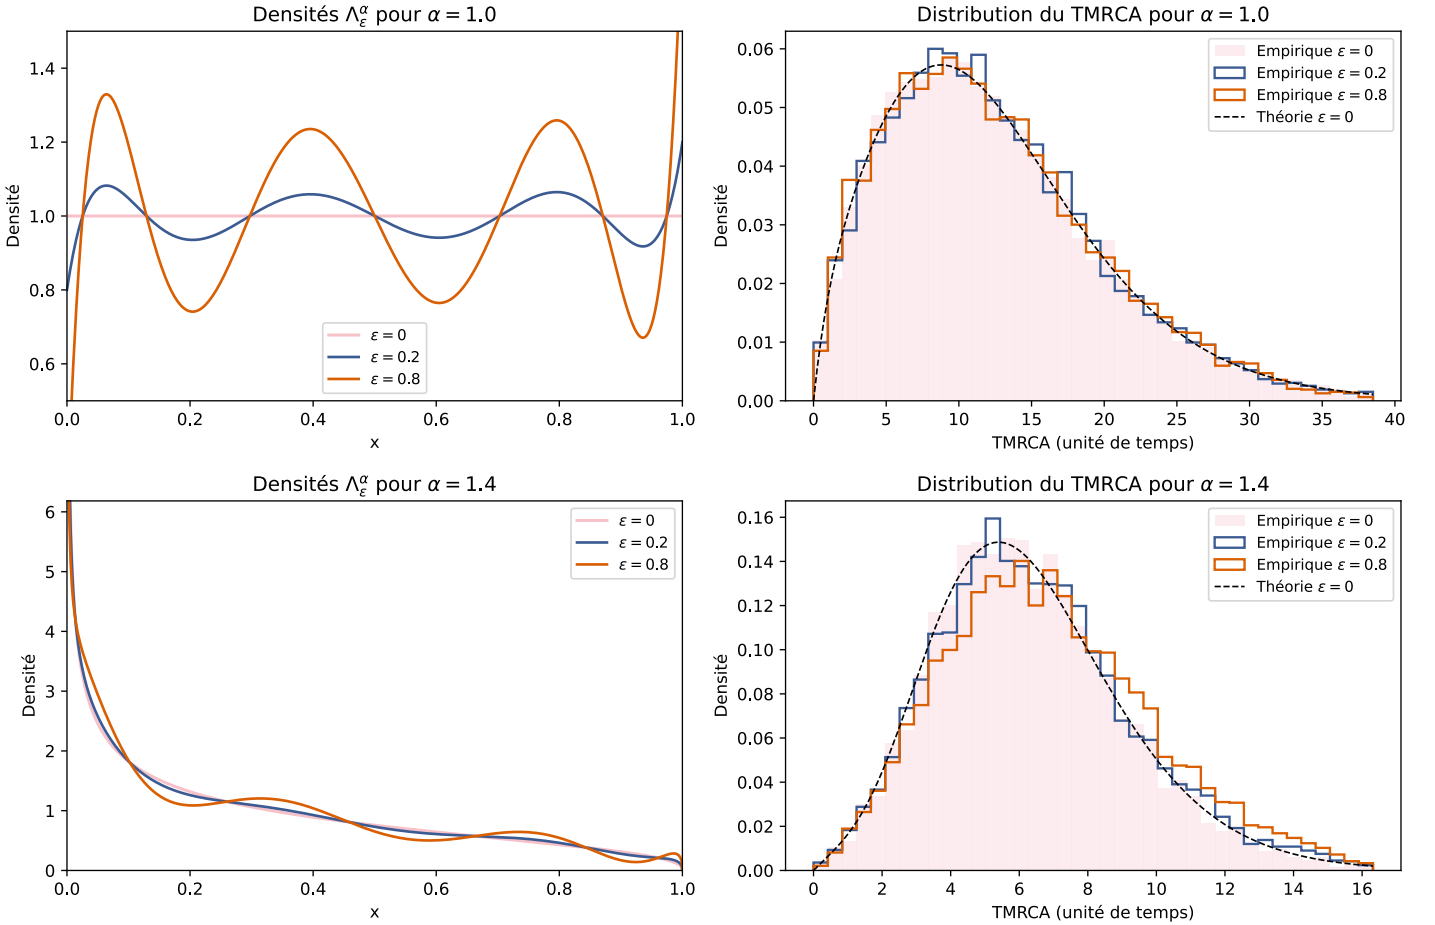 Densités Λ_ε^α pour α = 1.0
Densité
1.4
1.2
1.0
0.8
0.6
ε = 0
ε = 0.2
ε = 0.8
0.0 0.2 0.4 0.6 0.8 1.0
x
Distribution du TMRCA pour α = 1.0
Densité
0.06
0.05
0.04
0.03
0.02
0.01
0.00
Empirique ε = 0
Empirique ε = 0.2
Empirique ε = 0.8
Théorie ε = 0
0 5 10 15 20 25 30 35 40
TMRCA (unité de temps)
Densités Λ_ε^α pour α = 1.4
Densité
6
5
4
3
2
1
0
ε = 0
ε = 0.2
ε = 0.8
0.0 0.2 0.4 0.6 0.8 1.0
x
Distribution du TMRCA pour α = 1.4
Densité
0.16
0.14
0.12
0.10
0.08
0.06
0.04
0.02
0.00
Empirique ε = 0
Empirique ε = 0.2
Empirique ε = 0.8
Théorie ε = 0
0 2 4 6 8 10 12 14 16
TMRCA (unité de temps)